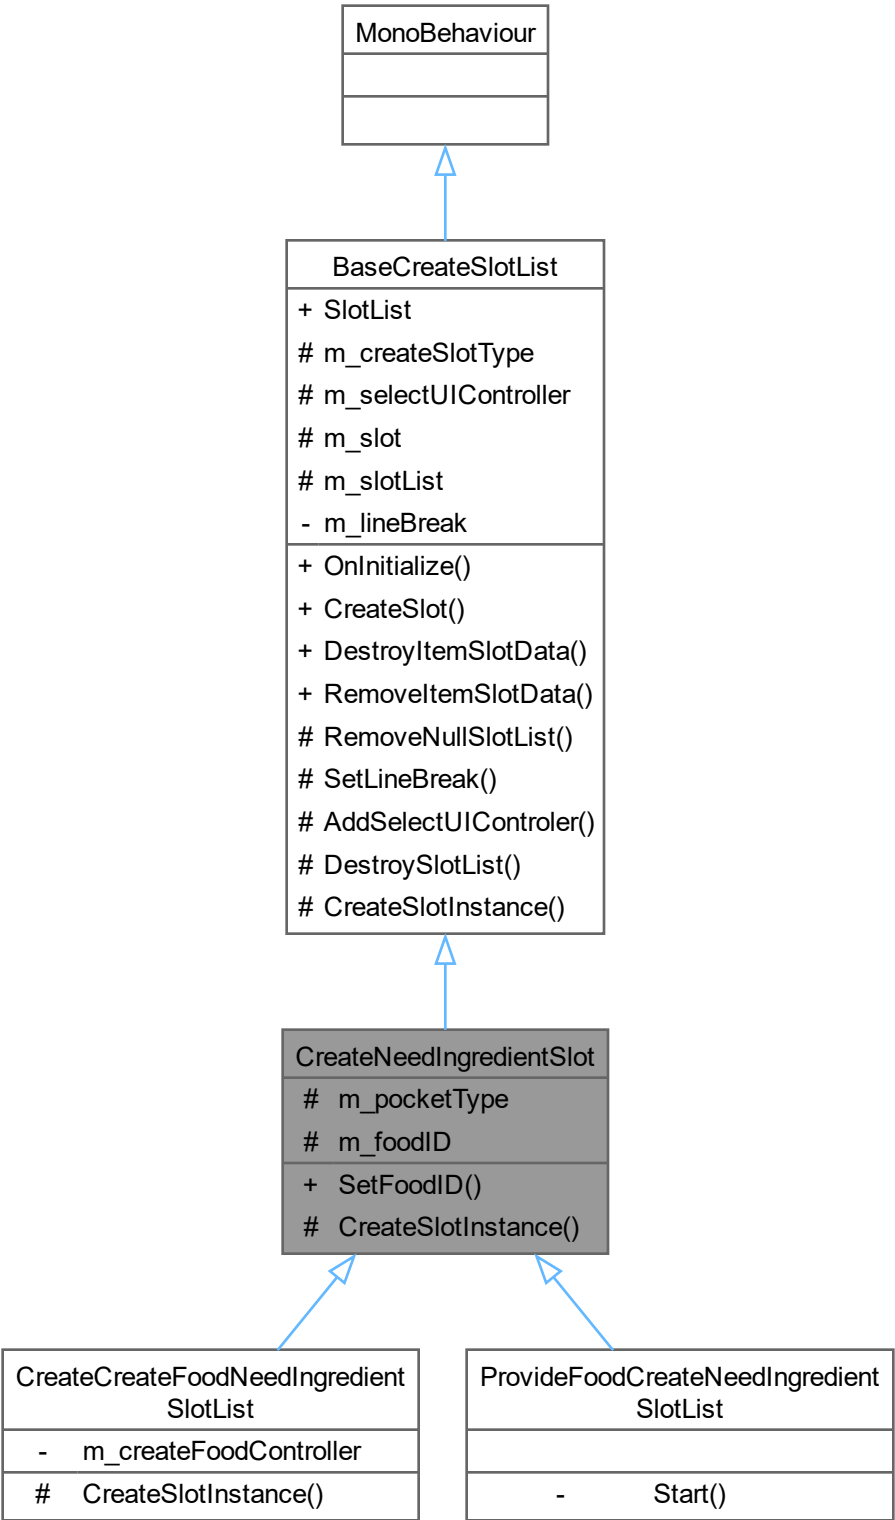 MonoBehaviour
BaseCreateSlotList
+ SlotList
# m_createSlotType
# m_selectUIController
# m_slot
# m_slotList
- m_lineBreak
+ OnInitialize()
+ CreateSlot()
+ DestroyItemSlotData()
+ RemoveItemSlotData()
# RemoveNullSlotList()
# SetLineBreak()
# AddSelectUIControler()
# DestroySlotList()
# CreateSlotInstance()
CreateNeedIngredientSlot
# m_pocketType
# m_foodID
+ SetFoodID()
# CreateSlotInstance()
CreateCreateFoodNeedIngredient
SlotList
- m_createFoodController
# CreateSlotInstance()
ProvideFoodCreateNeedIngredient
SlotList
- Start()